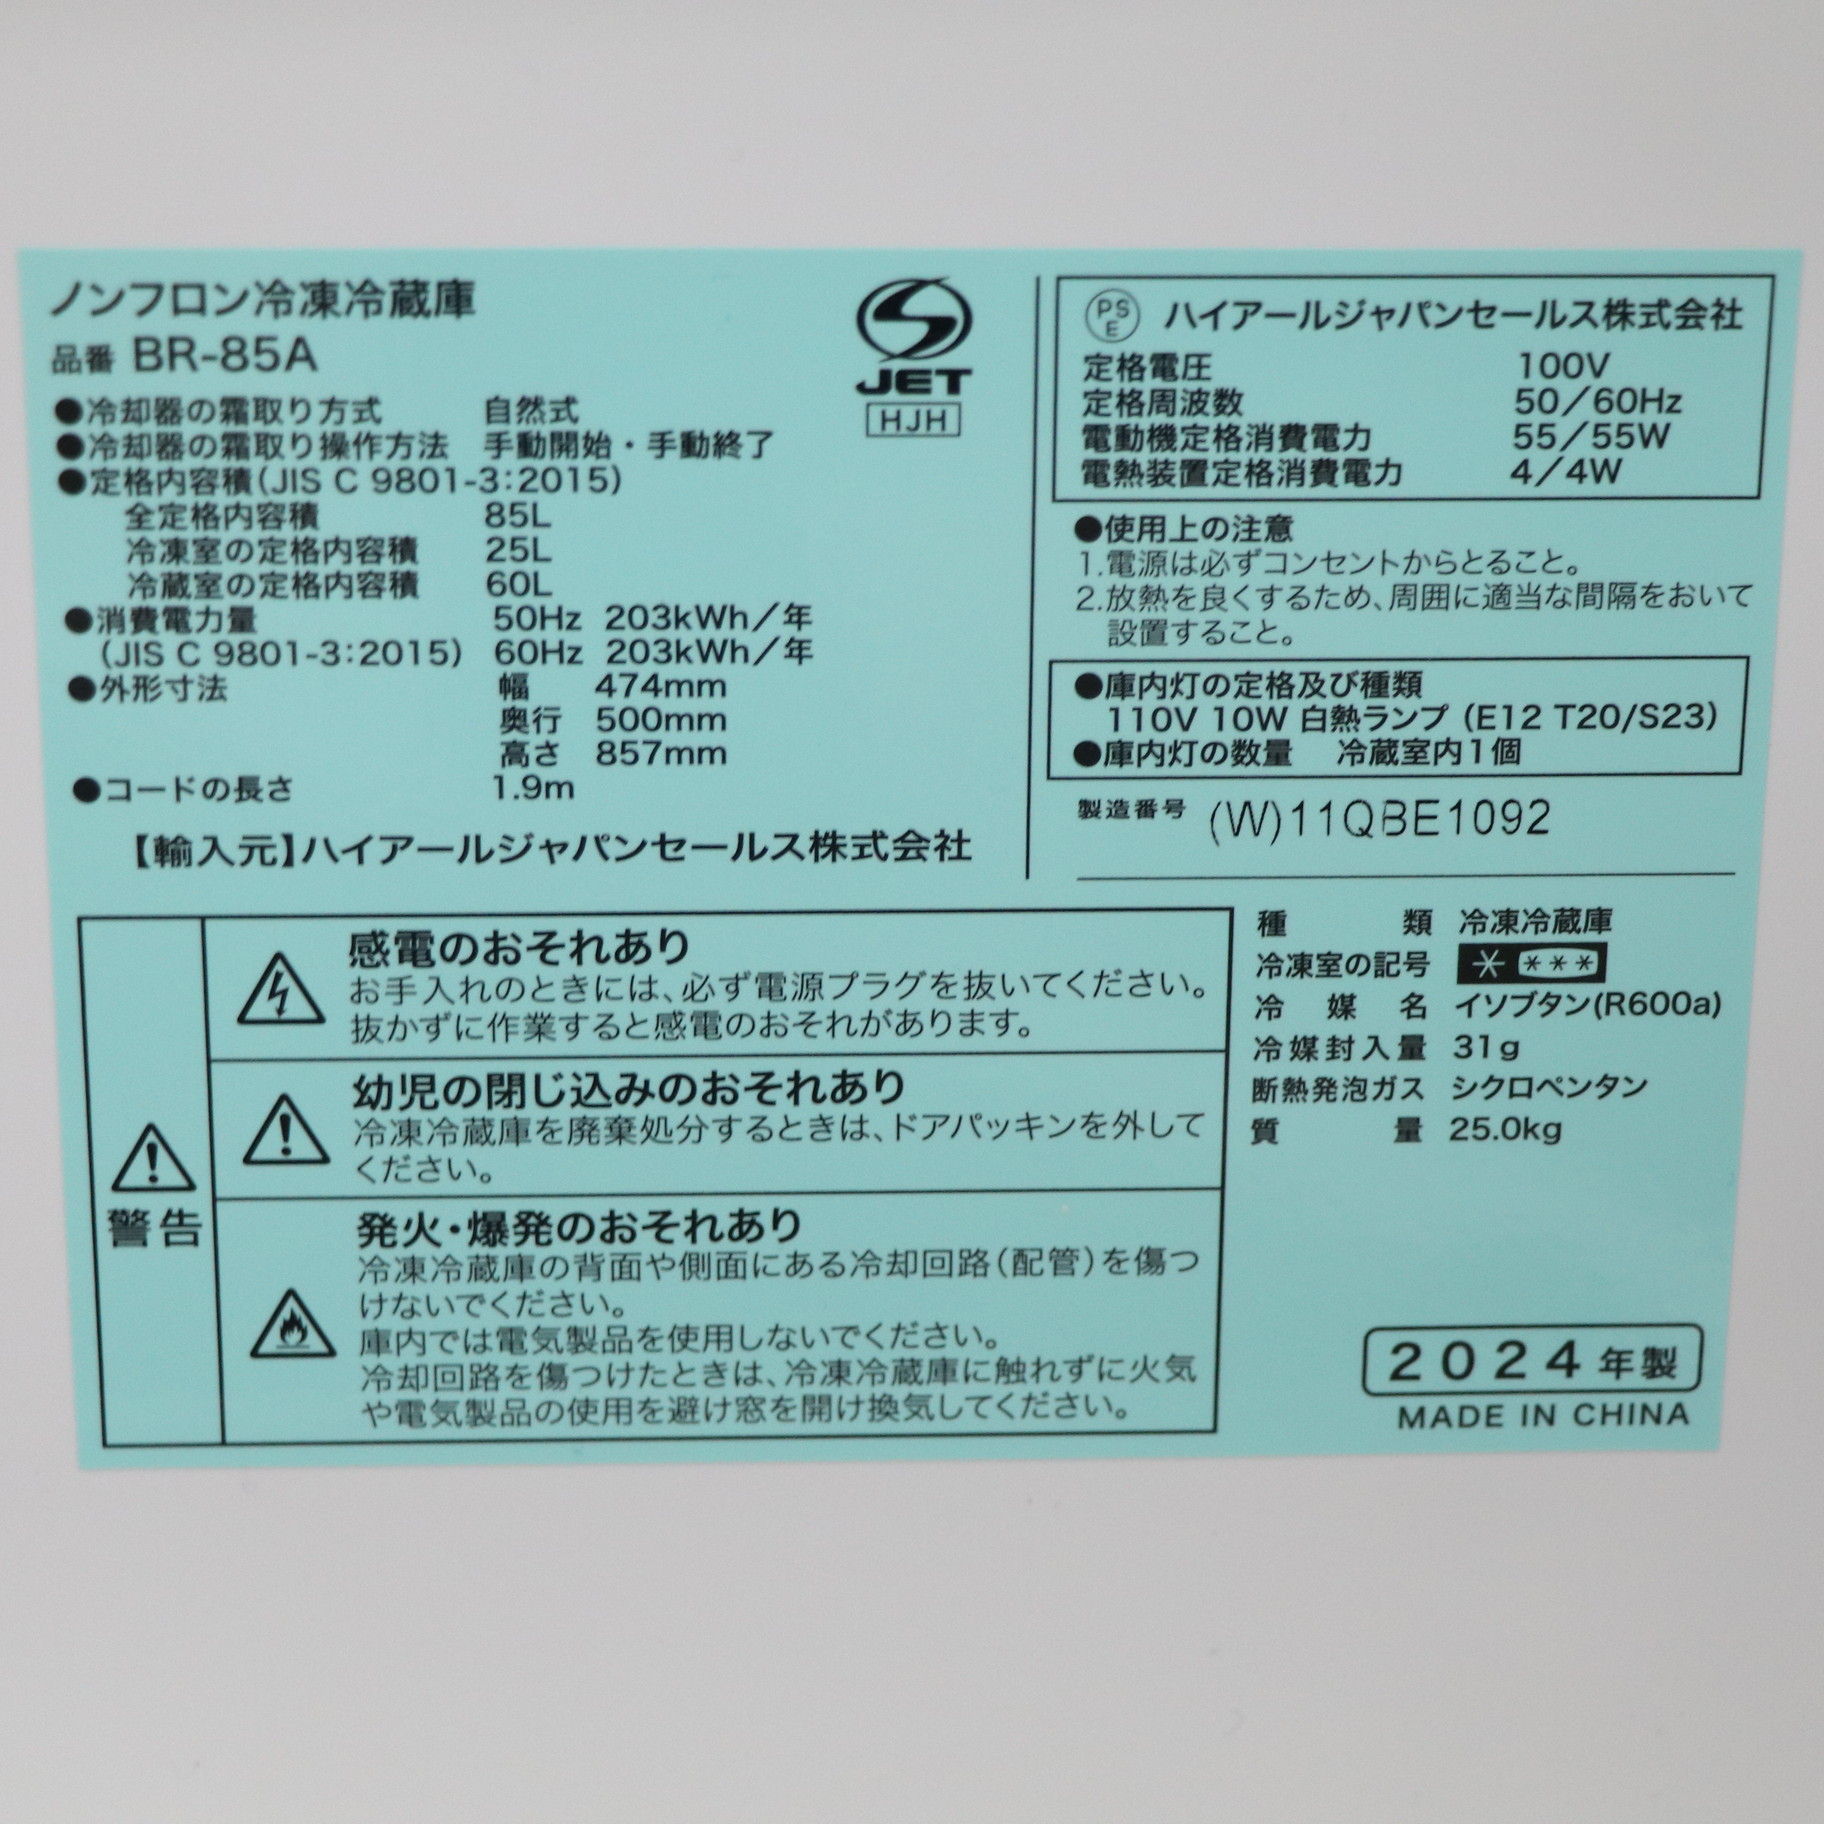 ノンフロン冷凍冷蔵庫
品番 BR-85A
●冷却器の霜取り方式 自然式
●冷却器の霜取り操作方法 手動開始・手動終了
●定格内容積(JIS C 9801-3:2015)
全定格内容積 85L
冷凍室の定格内容積 25L
冷蔵室の定格内容積 60L
●消費電力量 50Hz 203kWh/年
(JIS C 9801-3:2015) 60Hz 203kWh/年
●外形寸法 幅 474mm
奥行 500mm
高さ 857mm
●コードの長さ 1.9m
【輸入元】ハイアールジャパンセールス株式会社
JET
HJH
PSE ハイアールジャパンセールス株式会社
定格電圧 100V
定格周波数 50/60Hz
電動機定格消費電力 55/55W
電熱装置定格消費電力 4/4W
●使用上の注意
1.電源は必ずコンセントからとること。
2.放熱を良くするため、周囲に適当な間隔をおいて
設置すること。
●庫内灯の定格及び種類
110V 10W 白熱ランプ (E12 T20/S23)
●庫内灯の数量 冷蔵室内1個
製造番号 (W)11QBE1092
警告
感電のおそれあり
お手入れのときには、必ず電源プラグを抜いてください。
抜かずに作業すると感電のおそれがあります。
幼児の閉じ込みのおそれあり
冷凍冷蔵庫を廃棄処分するときは、ドアパッキンを外して
ください。
発火・爆発のおそれあり
冷凍冷蔵庫の背面や側面にある冷却回路(配管)を傷つ
けないでください。
庫内では電気製品を使用しないでください。
冷却回路を傷つけたときは、冷凍冷蔵庫に触れずに火気
や電気製品の使用を避け窓を開け換気してください。
種類 冷凍冷蔵庫
冷凍室の記号 * ***
冷媒名 イソブタン(R600a)
冷媒封入量 31g
断熱発泡ガス シクロペンタン
質量 25.0kg
2024年製
MADE IN CHINA